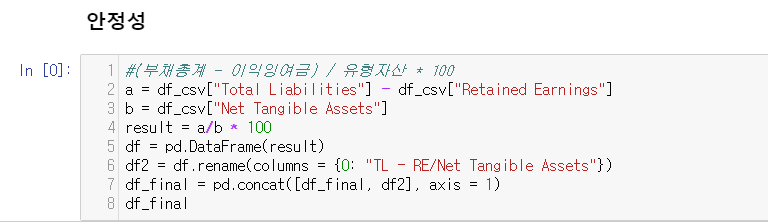 안정성
In [0]:
1 #(부채총계 - 이익잉여금) / 유형자산 * 100
2 a = df_csv["Total Liabilities"] - df_csv["Retained Earnings"]
3 b = df_csv["Net Tangible Assets"]
4 result = a/b * 100
5 df = pd.DataFrame(result)
6 df2 = df.rename(columns = {0: "TL - RE/Net Tangible Assets"})
7 df_final = pd.concat([df_final, df2], axis = 1)
8 df_final